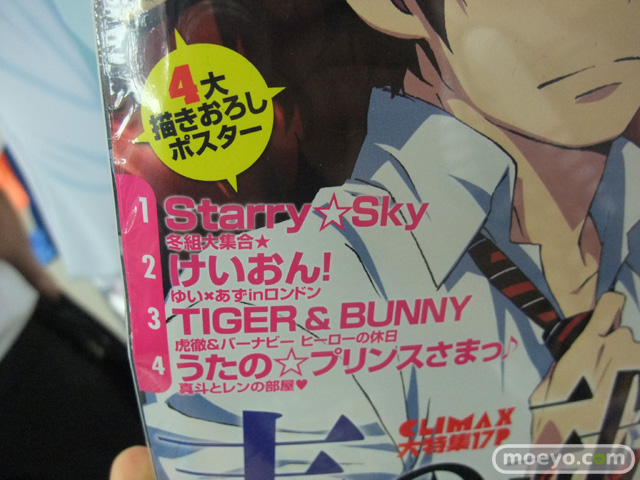 4大
描きおろし
ポスター
1 Starry☆Sky
冬組大集合★
2 けいおん!
ゆい×あずinロンドン
3 TIGER & BUNNY
虎徹&バーナビー ヒーローの休日
4 うたの☆プリンスさまっ♪
真斗とレンの部屋♥
CLIMAX
大特集17P
moeyo.com